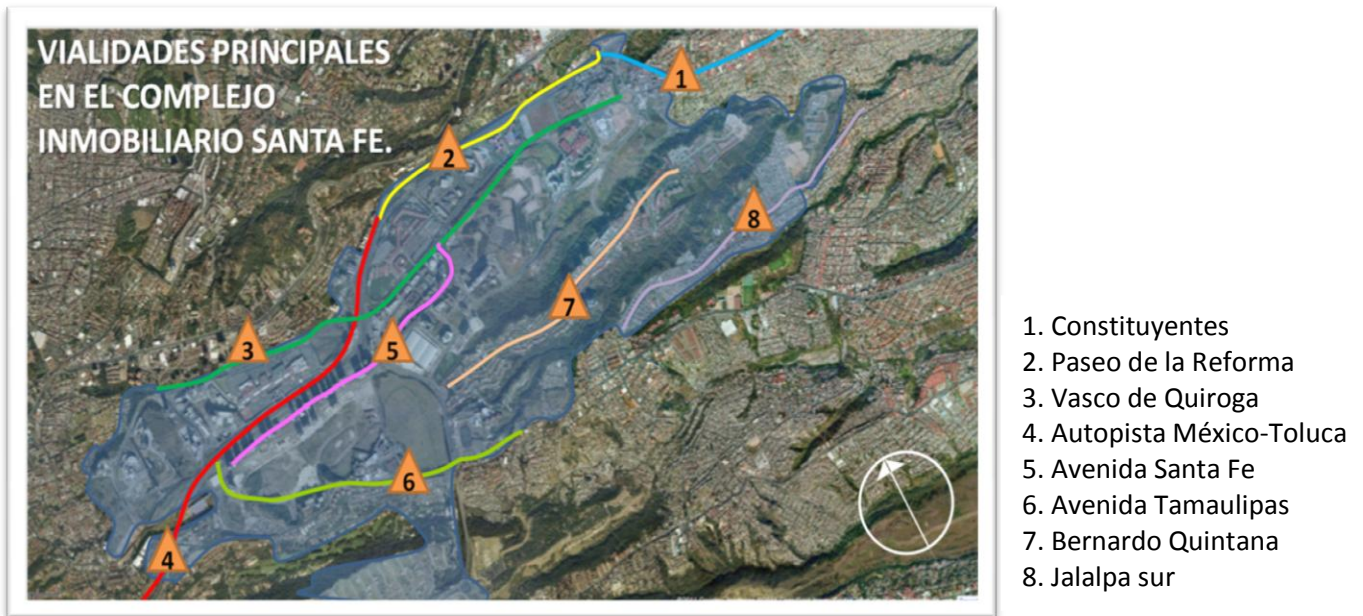 VIALIDADES PRINCIPALES
EN EL COMPLEJO
INMOBILIARIO SANTA FE.
1
2
8
7
3
5
6
4
1. Constituyentes
2. Paseo de la Reforma
3. Vasco de Quiroga
4. Autopista México-Toluca
5. Avenida Santa Fe
6. Avenida Tamaulipas
7. Bernardo Quintana
8. Jalalpa sur